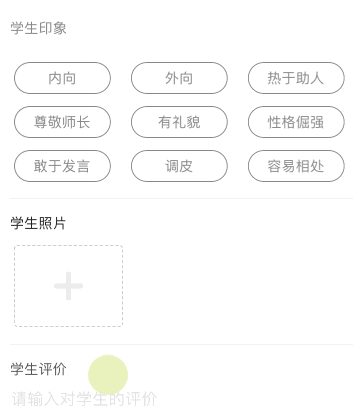 学生印象
内向 外向 热于助人
尊敬师长 有礼貌 性格倔强
敢于发言 调皮 容易相处
学生照片
学生评价
请输入对学生的评价